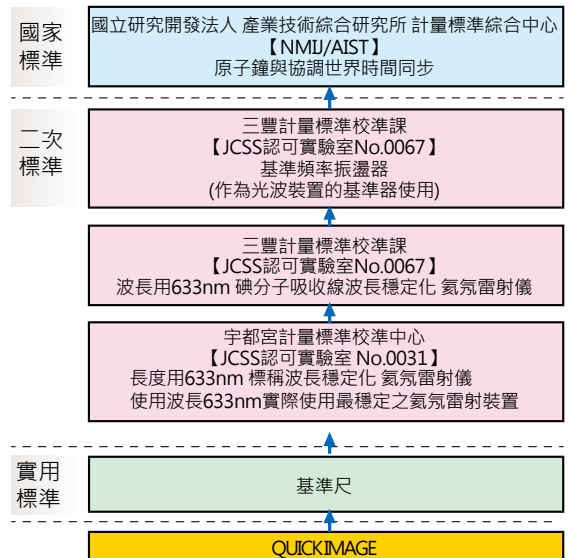 國家
標準
國立研究開發法人 產業技術綜合研究所 計量標準綜合中心
【NMIJ/AIST】
原子鐘與協調世界時間同步
二次
標準
三豐計量標準校準課
【JCSS認可實驗室No.0067】
基準頻率振盪器
(作為光波裝置的基準器使用)
三豐計量標準校準課
【JCSS認可實驗室No.0067】
波長用633nm 碘分子吸收線波長穩定化 氦氖雷射儀
宇都宮計量標準校準中心
【JCSS認可實驗室 No.0031】
長度用633nm 標稱波長穩定化 氦氖雷射儀
使用波長633nm實際使用最穩定之氦氖雷射裝置
實用
標準
基準尺
QUICKIMAGE